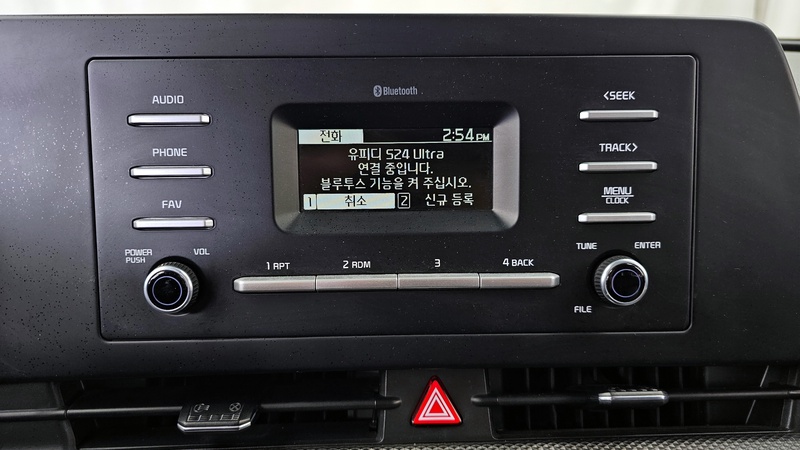 Bluetooth
AUDIO
PHONE
FAV
POWER
PUSH
VOL
전화 2:54 PM
유피디 S24 Ultra
연결 중입니다.
블루투스 기능을 켜 주십시오.
1 취소 2 신규 등록
1 RPT
2 RDM
3
4 BACK
<SEEK
TRACK>
MENU
CLOCK
TUNE
ENTER
FILE